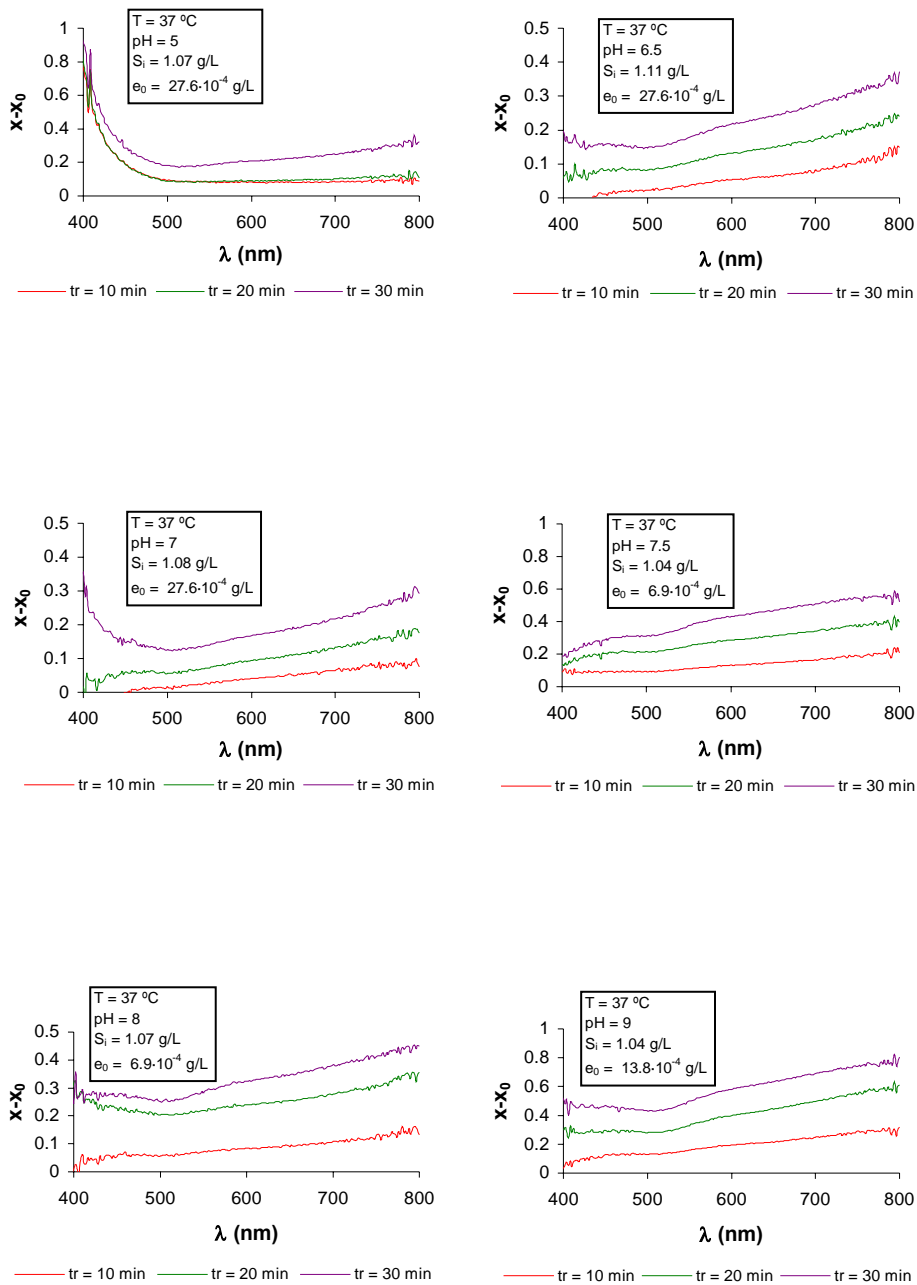 T = 37 ºC
pH = 5
Si = 1.07 g/L
e0 = 27.6·10-4 g/L
1
0.8
0.6
0.4
0.2
0
x-x0
400 500 600 700 800
λ (nm)
tr = 10 min tr = 20 min tr = 30 min
T = 37 ºC
pH = 6.5
Si = 1.11 g/L
e0 = 27.6·10-4 g/L
0.5
0.4
0.3
0.2
0.1
0
x-x0
400 500 600 700 800
λ (nm)
tr = 10 min tr = 20 min tr = 30 min
T = 37 ºC
pH = 7
Si = 1.08 g/L
e0 = 27.6·10-4 g/L
0.5
0.4
0.3
0.2
0.1
0
x-x0
400 500 600 700 800
λ (nm)
tr = 10 min tr = 20 min tr = 30 min
T = 37 ºC
pH = 7.5
Si = 1.04 g/L
e0 = 6.9·10-4 g/L
1
0.8
0.6
0.4
0.2
0
x-x0
400 500 600 700 800
λ (nm)
tr = 10 min tr = 20 min tr = 30 min
T = 37 ºC
pH = 8
Si = 1.07 g/L
e0 = 6.9·10-4 g/L
0.5
0.4
0.3
0.2
0.1
0
x-x0
400 500 600 700 800
λ (nm)
tr = 10 min tr = 20 min tr = 30 min
T = 37 ºC
pH = 9
Si = 1.04 g/L
e0 = 13.8·10-4 g/L
1
0.8
0.6
0.4
0.2
0
x-x0
400 500 600 700 800
λ (nm)
tr = 10 min tr = 20 min tr = 30 min